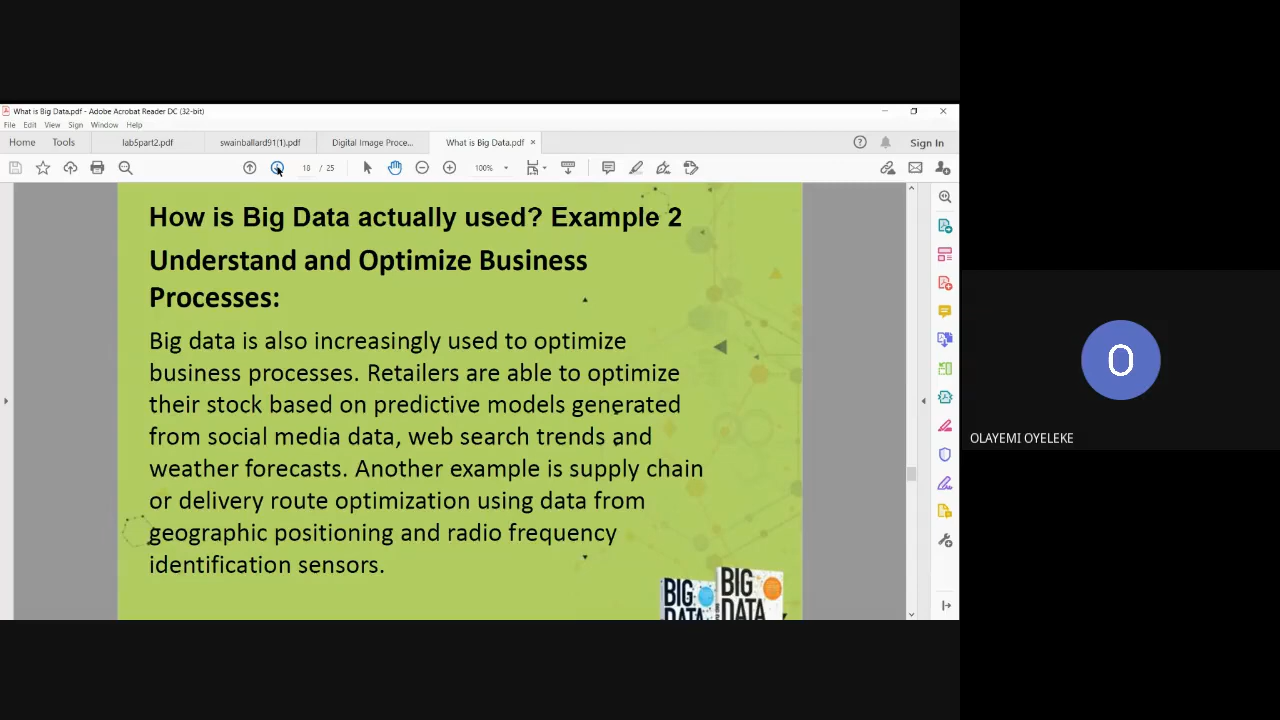 What is Big Data.pdf - Adobe Acrobat Reader DC (32-bit)
File Edit View Sign Window Help
Home Tools lab5part2.pdf swainballard91(1).pdf Digital Image Proce... What is Big Data.pdf × Sign In
18 / 25 100%
How is Big Data actually used? Example 2
Understand and Optimize Business
Processes:
Big data is also increasingly used to optimize
business processes. Retailers are able to optimize
their stock based on predictive models generated
from social media data, web search trends and
weather forecasts. Another example is supply chain
or delivery route optimization using data from
geographic positioning and radio frequency
identification sensors.
BIG
DATA
BIG
DATA
O
OLAYEMI OYELEKE